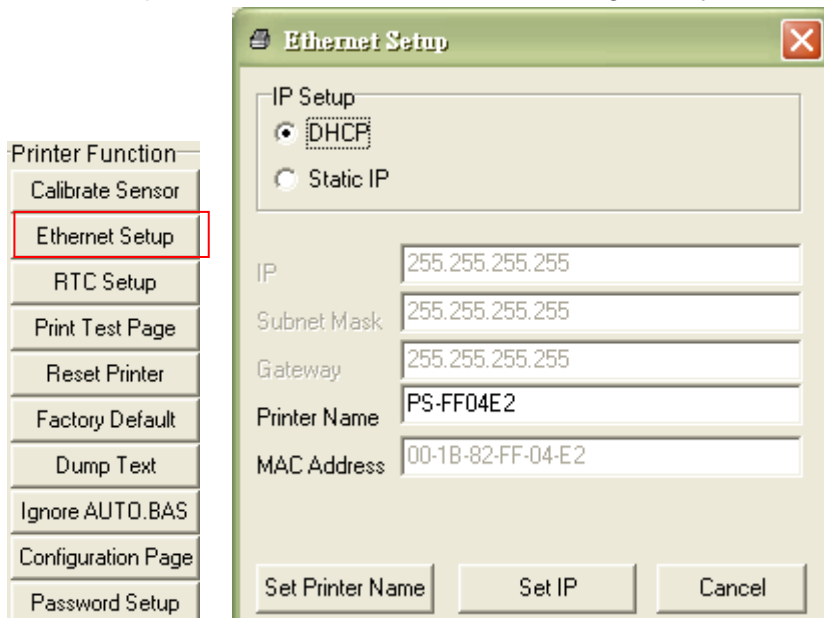 Printer Function
Calibrate Sensor
Ethernet Setup
RTC Setup
Print Test Page
Reset Printer
Factory Default
Dump Text
Ignore AUTO.BAS
Configuration Page
Password Setup
Ethernet Setup
IP Setup
DHCP
Static IP
IP 255.255.255.255
Subnet Mask 255.255.255.255
Gateway 255.255.255.255
Printer Name PS-FF04E2
MAC Address 00-1B-82-FF-04-E2
Set Printer Name Set IP Cancel